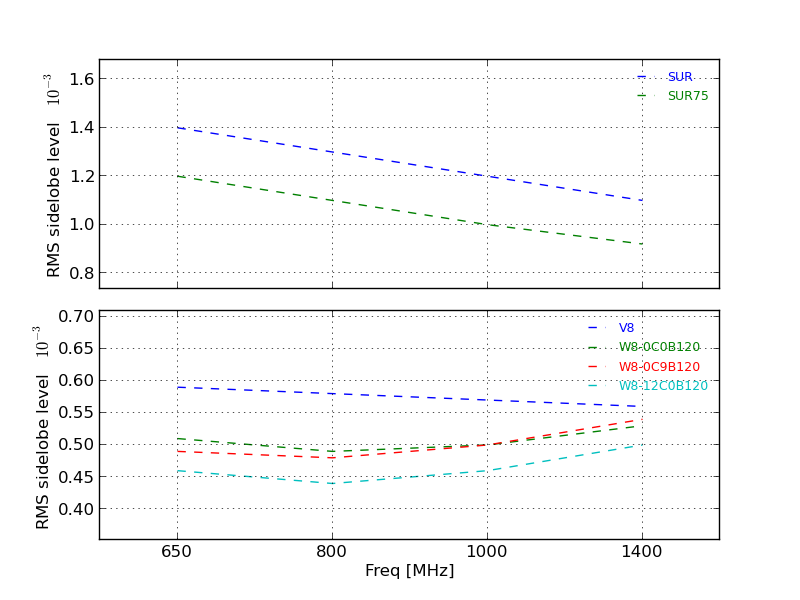 RMS sidelobe level 10⁻³
1.6
1.4
1.2
1.0
0.8
SUR
SUR75
RMS sidelobe level 10⁻³
0.70
0.65
0.60
0.55
0.50
0.45
0.40
V8
W8-0C0B120
W8-0C9B120
W8-12C0B120
650 800 1000 1400
Freq [MHz]